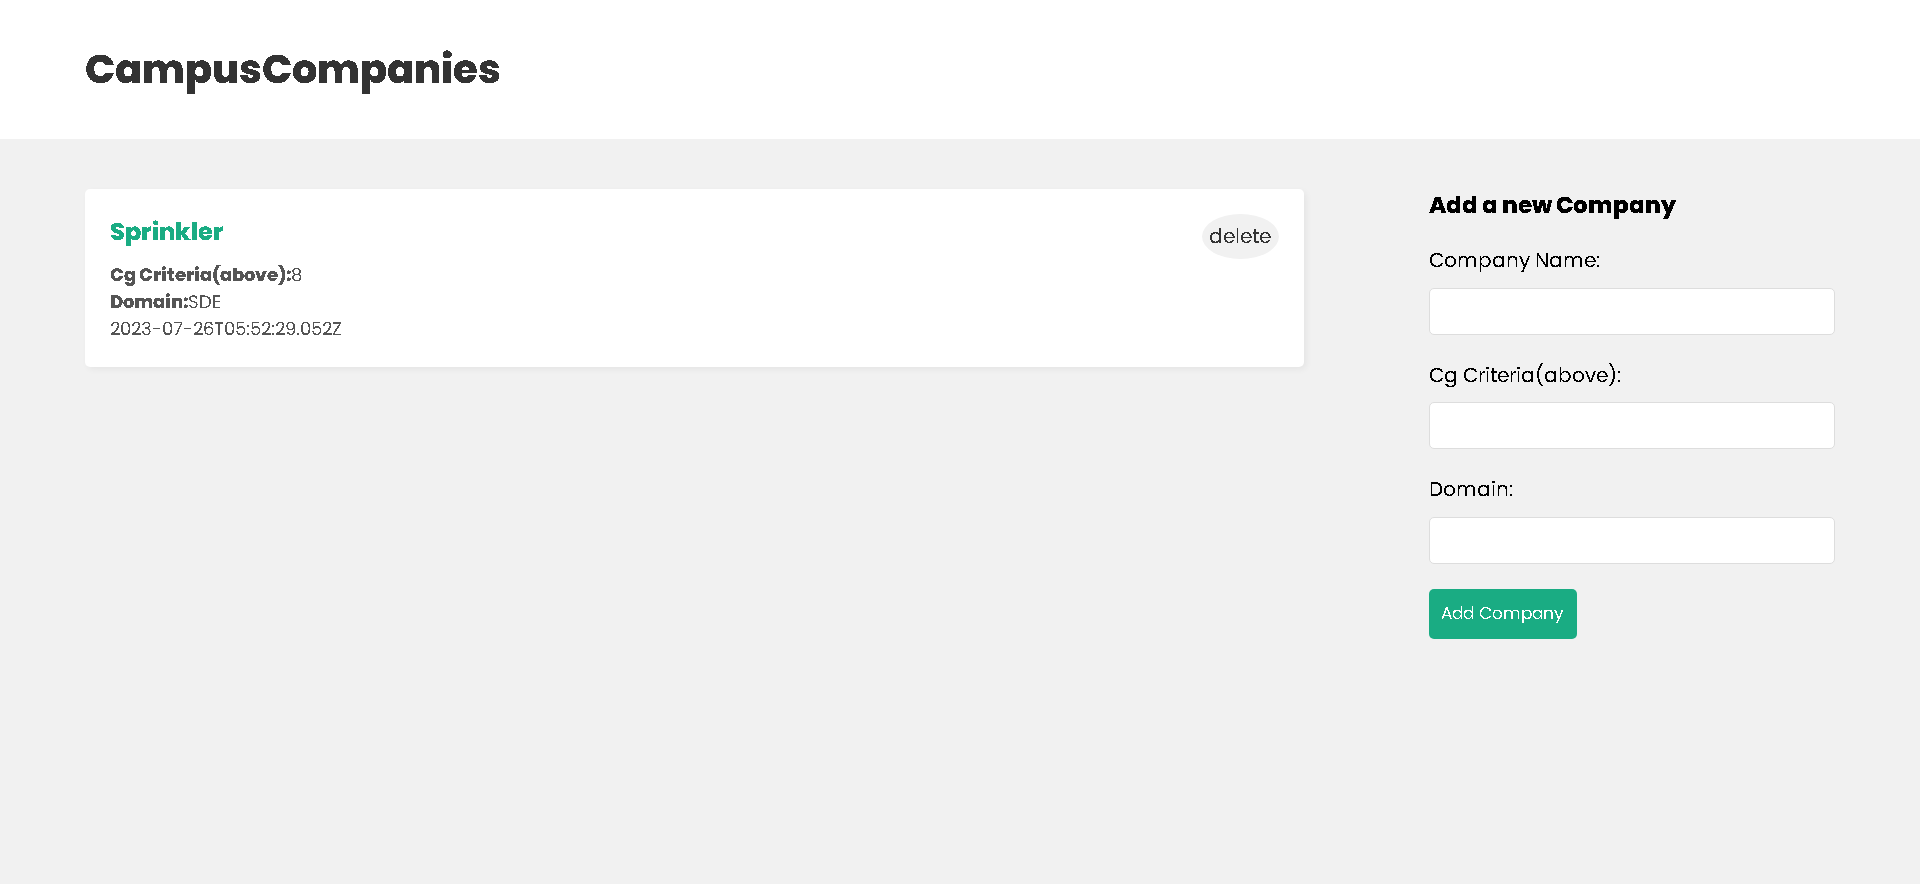 CampusCompanies
Sprinkler
delete
Cg Criteria(above):8
Domain:SDE
2023-07-26T05:52:29.052Z
Add a new Company
Company Name:
Cg Criteria(above):
Domain:
Add Company